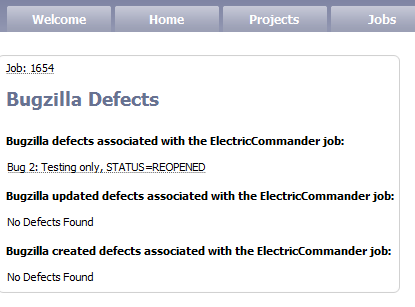 Welcome Home Projects Jobs
Job: 1654
Bugzilla Defects
Bugzilla defects associated with the ElectricCommander job:
Bug 2: Testing only, STATUS=REOPENED
Bugzilla updated defects associated with the ElectricCommander job:
No Defects Found
Bugzilla created defects associated with the ElectricCommander job:
No Defects Found